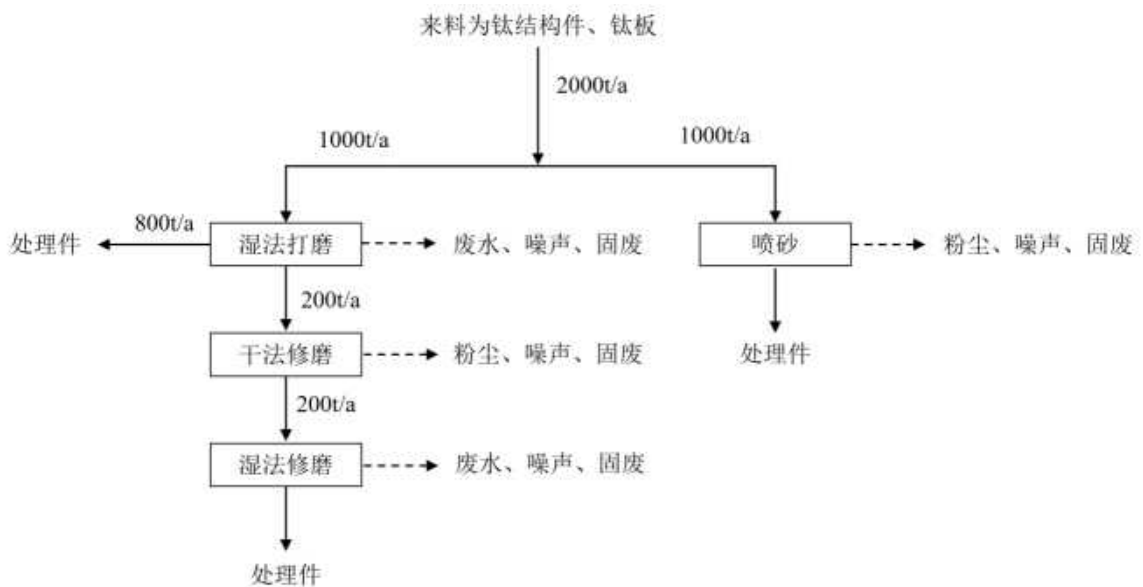 来料为钛结构件、钛板
2000t/a
1000t/a
1000t/a
800t/a
处理件
湿法打磨
废水、噪声、固废
喷砂
粉尘、噪声、固废
200t/a
干法修磨
粉尘、噪声、固废
处理件
200t/a
湿法修磨
废水、噪声、固废
处理件